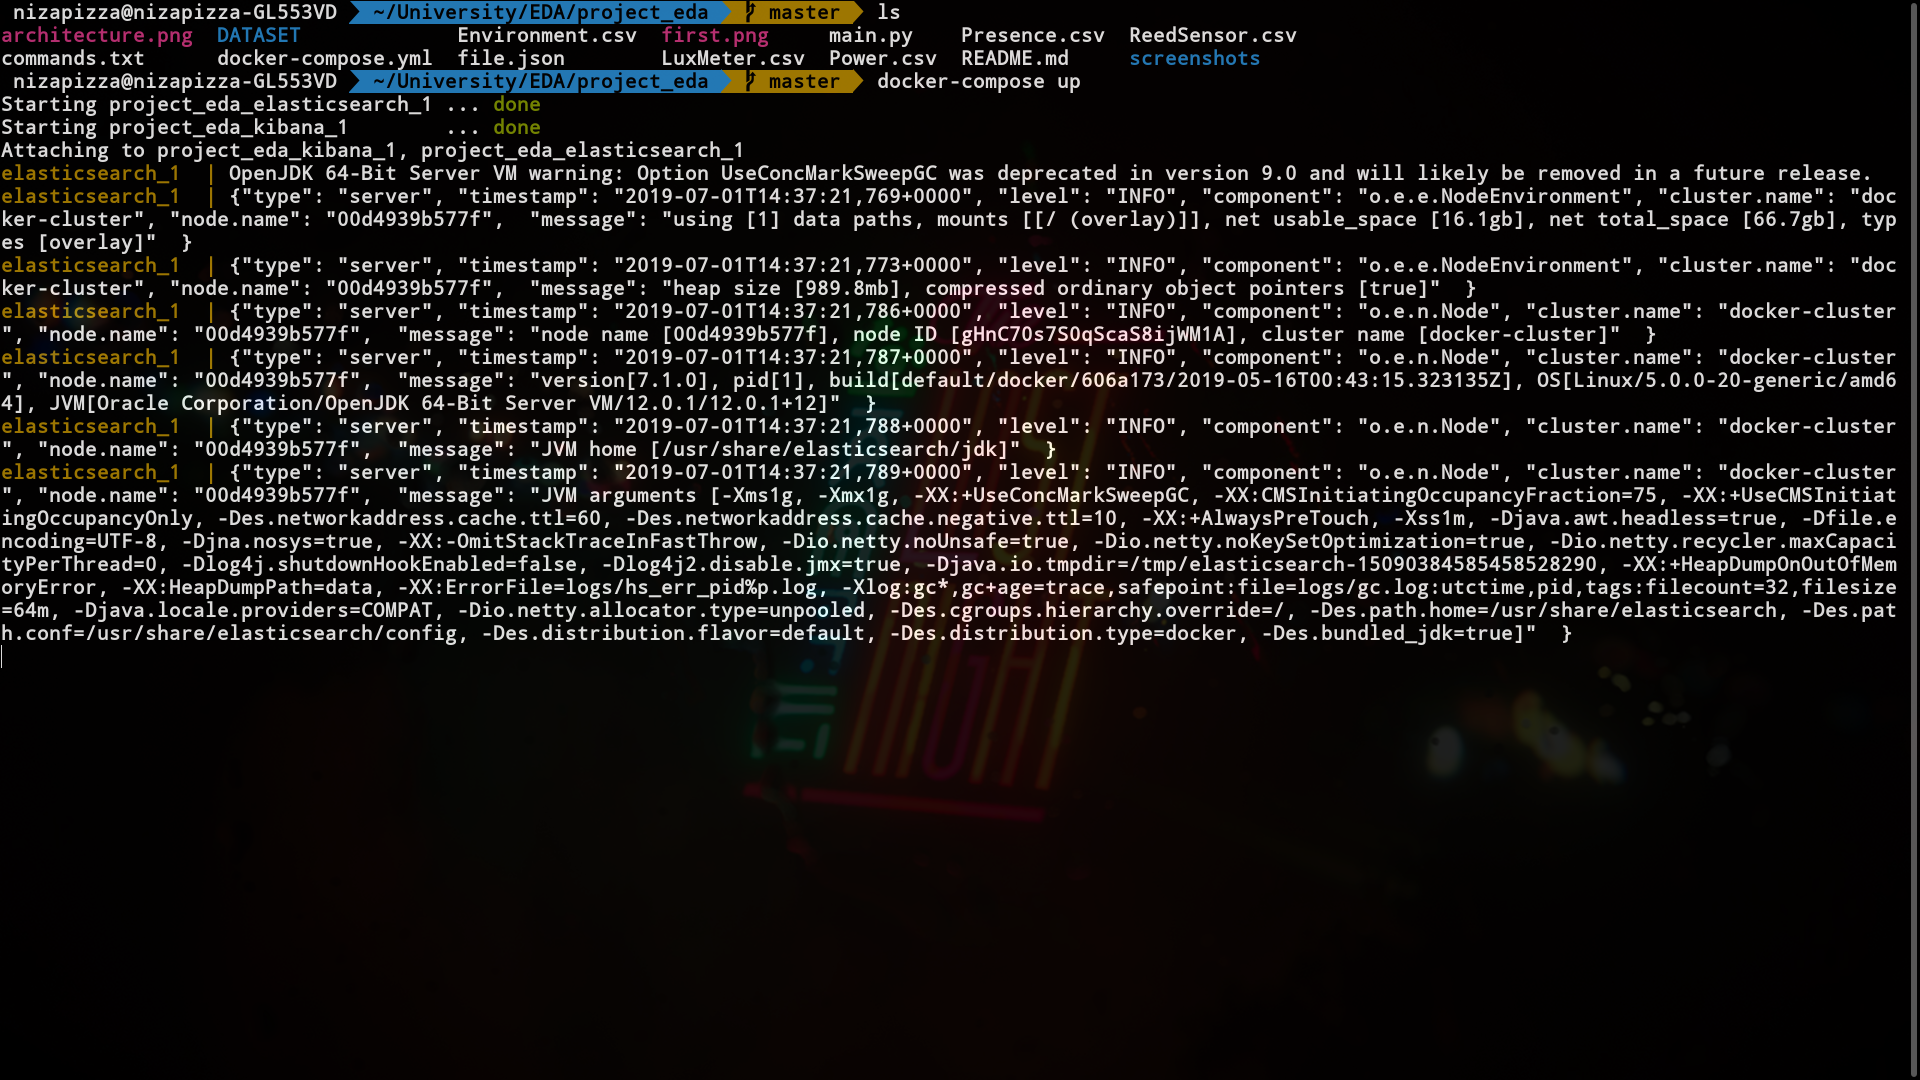 nizapizza@nizapizza-GL553VD ~/University/EDA/project_eda master ls
architecture.png DATASET Environment.csv first.png main.py Presence.csv ReedSensor.csv
commands.txt docker-compose.yml file.json LuxMeter.csv Power.csv README.md screenshots
nizapizza@nizapizza-GL553VD ~/University/EDA/project_eda master docker-compose up
Starting project_eda_elasticsearch_1 ... done
Starting project_eda_kibana_1 ... done
Attaching to project_eda_kibana_1, project_eda_elasticsearch_1
elasticsearch_1 | OpenJDK 64-Bit Server VM warning: Option UseConcMarkSweepGC was deprecated in version 9.0 and will likely be removed in a future release.
elasticsearch_1 | {"type": "server", "timestamp": "2019-07-01T14:37:21,769+0000", "level": "INFO", "component": "o.e.e.NodeEnvironment", "cluster.name": "doc
ker-cluster", "node.name": "00d4939b577f", "message": "using [1] data paths, mounts [[/ (overlay)]], net usable_space [16.1gb], net total_space [66.7gb], typ
es [overlay]" }
elasticsearch_1 | {"type": "server", "timestamp": "2019-07-01T14:37:21,773+0000", "level": "INFO", "component": "o.e.e.NodeEnvironment", "cluster.name": "doc
ker-cluster", "node.name": "00d4939b577f", "message": "heap size [989.8mb], compressed ordinary object pointers [true]" }
elasticsearch_1 | {"type": "server", "timestamp": "2019-07-01T14:37:21,786+0000", "level": "INFO", "component": "o.e.n.Node", "cluster.name": "docker-cluster
", "node.name": "00d4939b577f", "message": "node name [00d4939b577f], node ID [gHnC70s7S0qScaS8ijWM1A], cluster name [docker-cluster]" }
elasticsearch_1 | {"type": "server", "timestamp": "2019-07-01T14:37:21,787+0000", "level": "INFO", "component": "o.e.n.Node", "cluster.name": "docker-cluster
", "node.name": "00d4939b577f", "message": "version[7.1.0], pid[1], build[default/docker/606a173/2019-05-16T00:43:15.323135Z], OS[Linux/5.0.0-20-generic/amd6
4], JVM[Oracle Corporation/OpenJDK 64-Bit Server VM/12.0.1/12.0.1+12]" }
elasticsearch_1 | {"type": "server", "timestamp": "2019-07-01T14:37:21,788+0000", "level": "INFO", "component": "o.e.n.Node", "cluster.name": "docker-cluster
", "node.name": "00d4939b577f", "message": "JVM home [/usr/share/elasticsearch/jdk]" }
elasticsearch_1 | {"type": "server", "timestamp": "2019-07-01T14:37:21,789+0000", "level": "INFO", "component": "o.e.n.Node", "cluster.name": "docker-cluster
", "node.name": "00d4939b577f", "message": "JVM arguments [-Xms1g, -Xmx1g, -XX:+UseConcMarkSweepGC, -XX:CMSInitiatingOccupancyFraction=75, -XX:+UseCMSInitiat
ingOccupancyOnly, -Des.networkaddress.cache.ttl=60, -Des.networkaddress.cache.negative.ttl=10, -XX:+AlwaysPreTouch, -Xss1m, -Djava.awt.headless=true, -Dfile.e
ncoding=UTF-8, -Djna.nosys=true, -XX:-OmitStackTraceInFastThrow, -Dio.netty.noUnsafe=true, -Dio.netty.noKeySetOptimization=true, -Dio.netty.recycler.maxCapaci
tyPerThread=0, -Dlog4j.shutdownHookEnabled=false, -Dlog4j2.disable.jmx=true, -Djava.io.tmpdir=/tmp/elasticsearch-15090384585458528290, -XX:+HeapDumpOnOutOfMem
oryError, -XX:HeapDumpPath=data, -XX:ErrorFile=logs/hs_err_pid%p.log, -Xlog:gc*,gc+age=trace,safepoint:file=logs/gc.log:utctime,pid,tags:filecount=32,filesize
=64m, -Djava.locale.providers=COMPAT, -Dio.netty.allocator.type=unpooled, -Des.cgroups.hierarchy.override=/, -Des.path.home=/usr/share/elasticsearch, -Des.pat
h.conf=/usr/share/elasticsearch/config, -Des.distribution.flavor=default, -Des.distribution.type=docker, -Des.bundled_jdk=true]" }